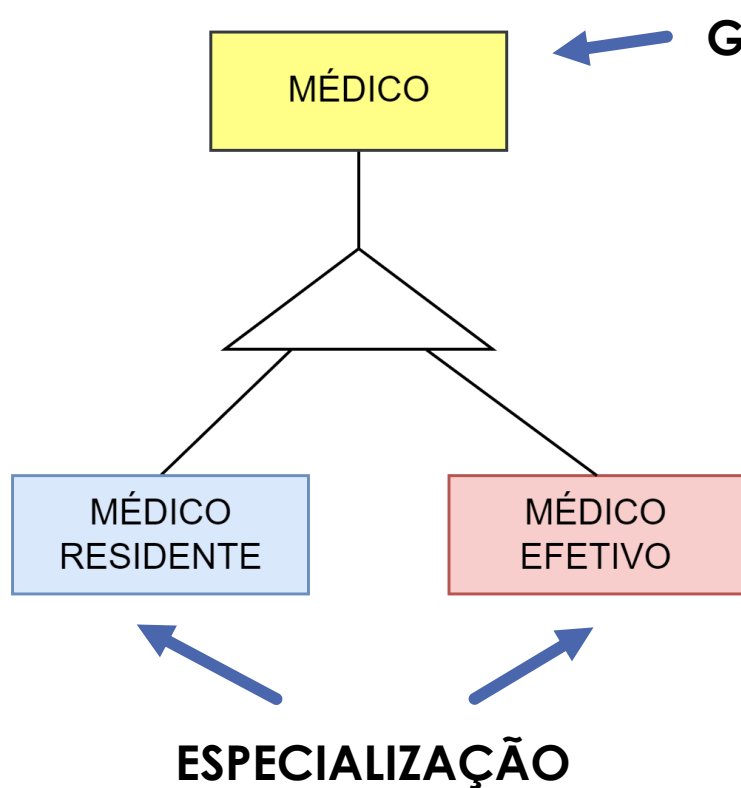 G
MÉDICO
MÉDICO
RESIDENTE
MÉDICO
EFETIVO
ESPECIALIZAÇÃO